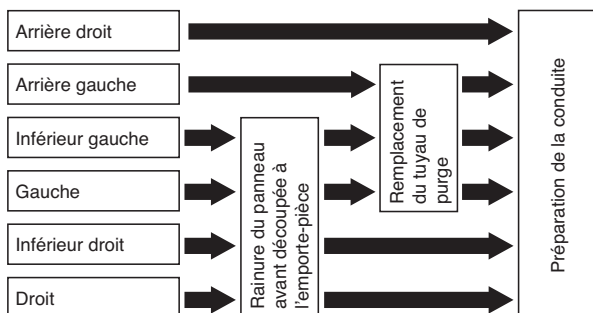 Arrière droit
Arrière gauche
Inférieur gauche
Gauche
Inférieur droit
Droit
Rainure du panneau
avant découpée à
l'emporte-pièce
Remplacement
du tuyau de
purge
Préparation de la conduite